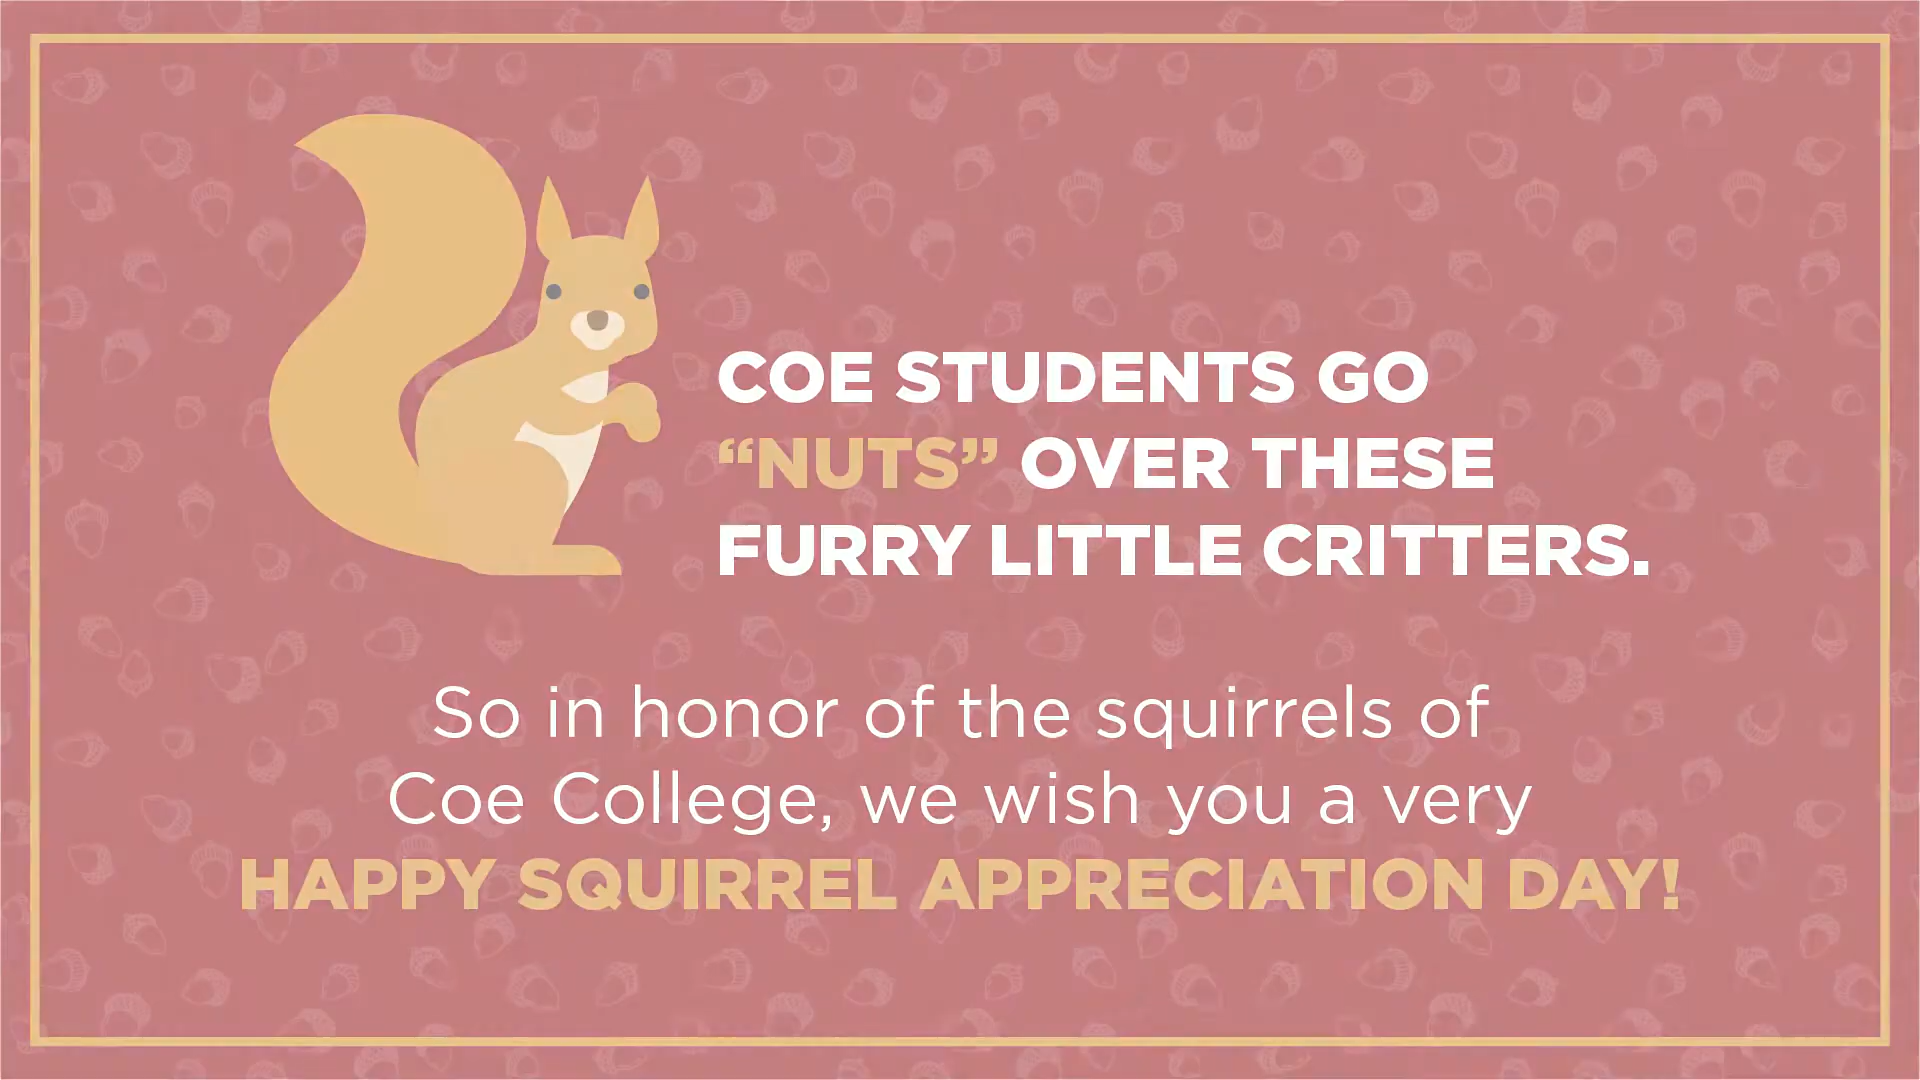 COE STUDENTS GO
“NUTS” OVER THESE
FURRY LITTLE CRITTERS.
So in honor of the squirrels of
Coe College, we wish you a very
HAPPY SQUIRREL APPRECIATION DAY!